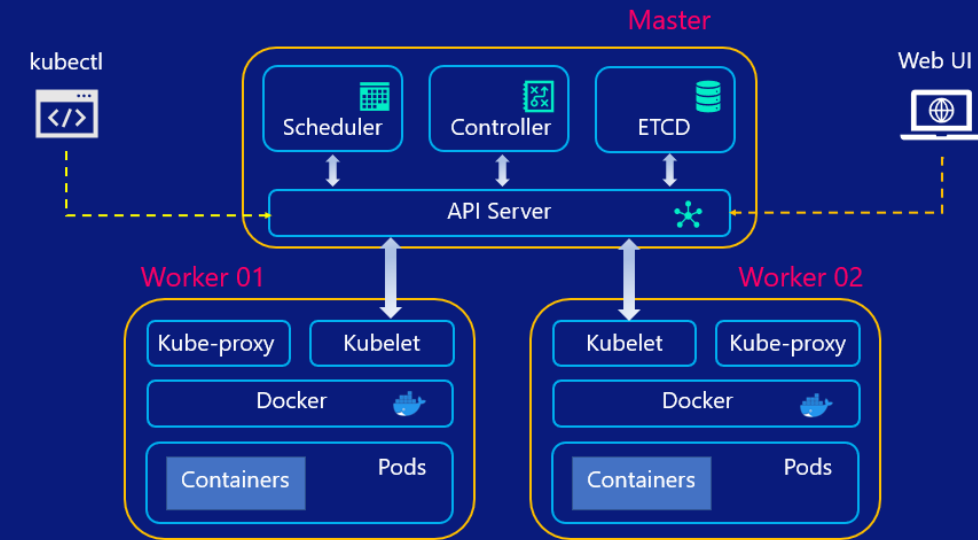 Master
kubectl
Web UI
</>
Scheduler
Controller
ETCD
API Server
Worker 01
Worker 02
Kube-proxy
Kubelet
Kubelet
Kube-proxy
Docker
Docker
Containers
Pods
Containers
Pods